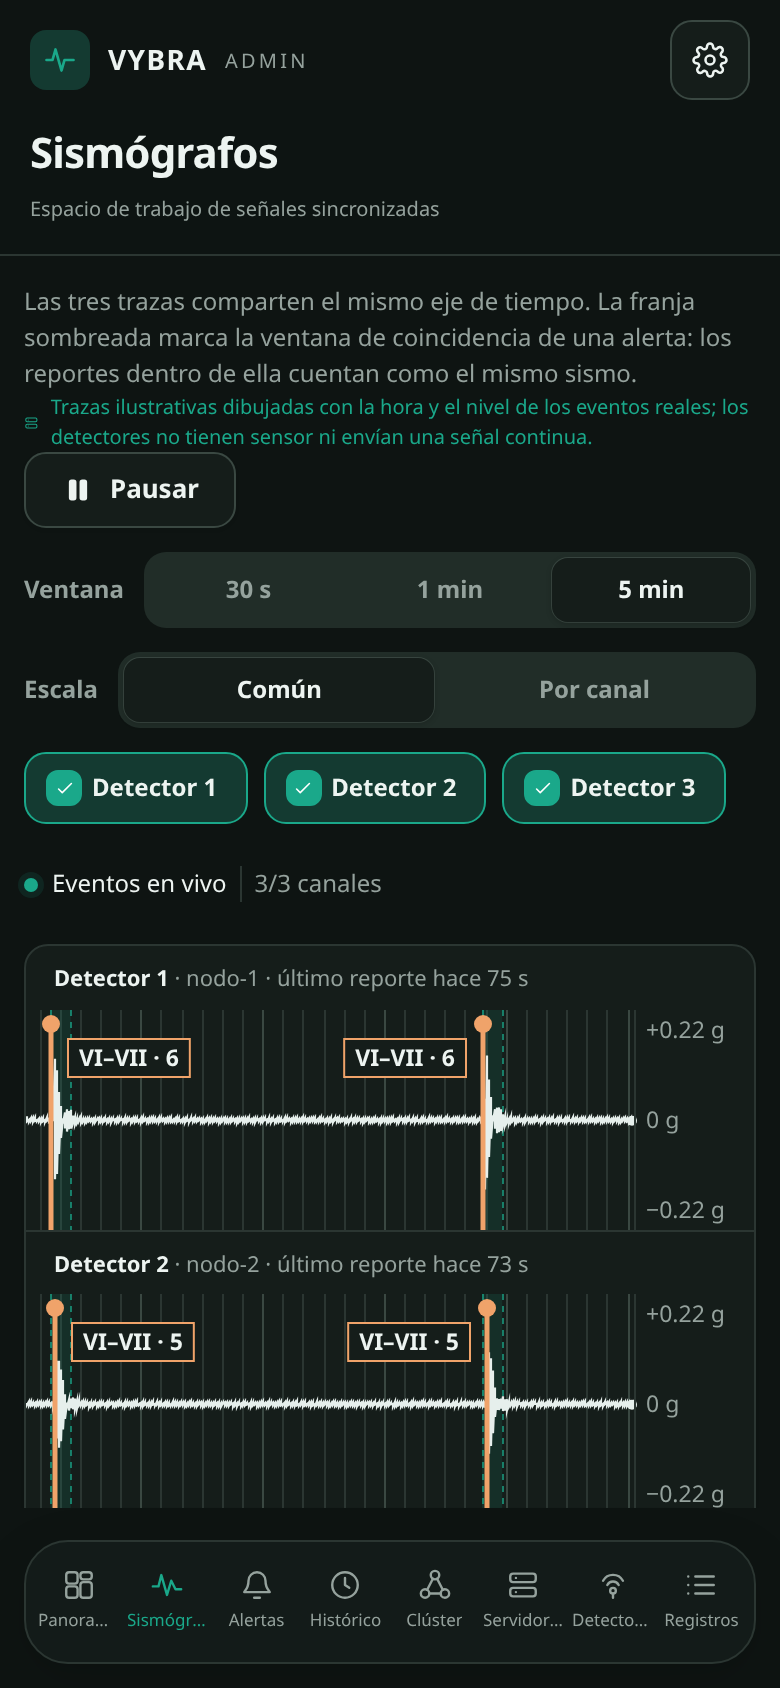 VYBRA ADMIN
Sismógrafos
Espacio de trabajo de señales sincronizadas
Las tres trazas comparten el mismo eje de tiempo. La franja
sombreada marca la ventana de coincidencia de una alerta: los
reportes dentro de ella cuentan como el mismo sismo.
Trazas ilustrativas dibujadas con la hora y el nivel de los eventos reales; los
detectores no tienen sensor ni envían una señal continua.
Pausar
Ventana 30 s 1 min 5 min
Escala Común Por canal
Detector 1 Detector 2 Detector 3
Eventos en vivo 3/3 canales
Detector 1 · nodo-1 · último reporte hace 75 s
+0.22 g
VI–VII · 6 VI–VII · 6
0 g
−0.22 g
Detector 2 · nodo-2 · último reporte hace 73 s
+0.22 g
VI–VII · 5 VI–VII · 5
0 g
−0.22 g
Panora... Sismógr... Alertas Histórico Clúster Servidor... Detecto... Registros